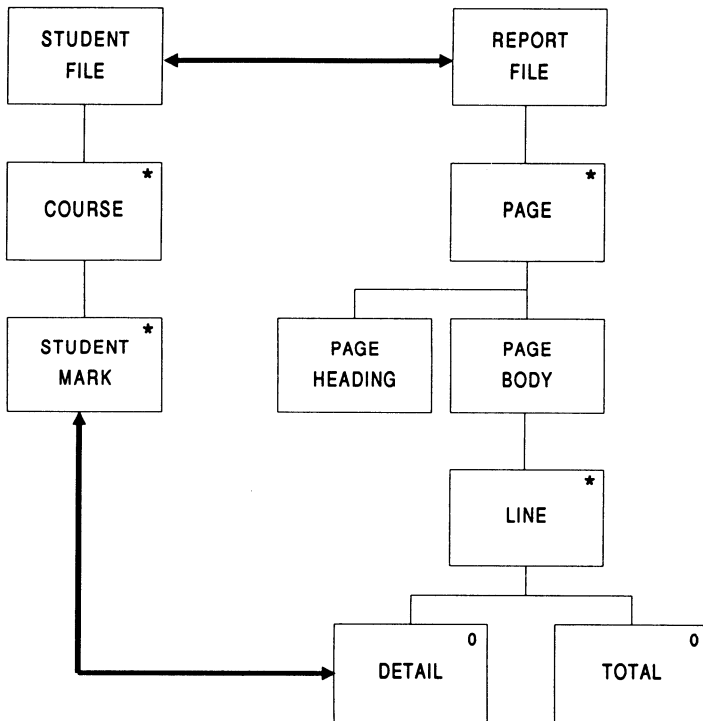 STUDENT
FILE
REPORT
FILE
*
COURSE
*
PAGE
*
STUDENT
MARK
PAGE
HEADING
PAGE
BODY
*
LINE
0
DETAIL
0
TOTAL